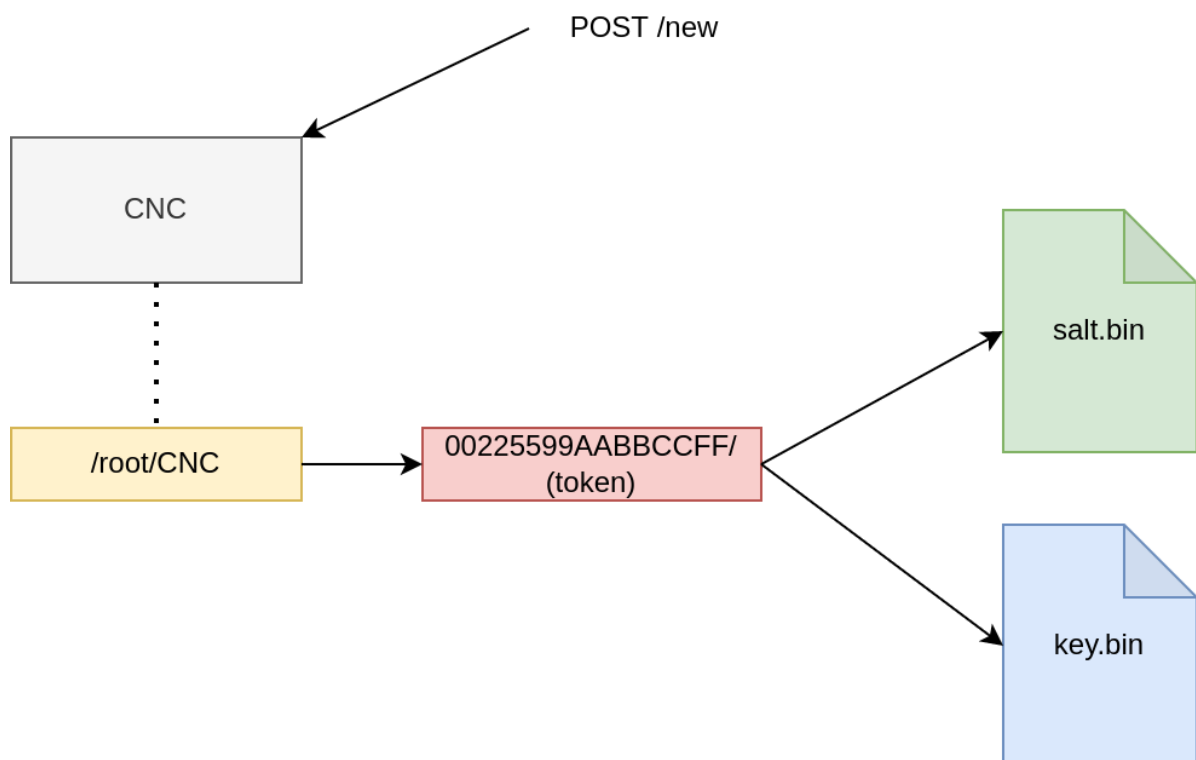 POST /new
CNC
salt.bin
/root/CNC
00225599AABBCCFF/
(token)
key.bin